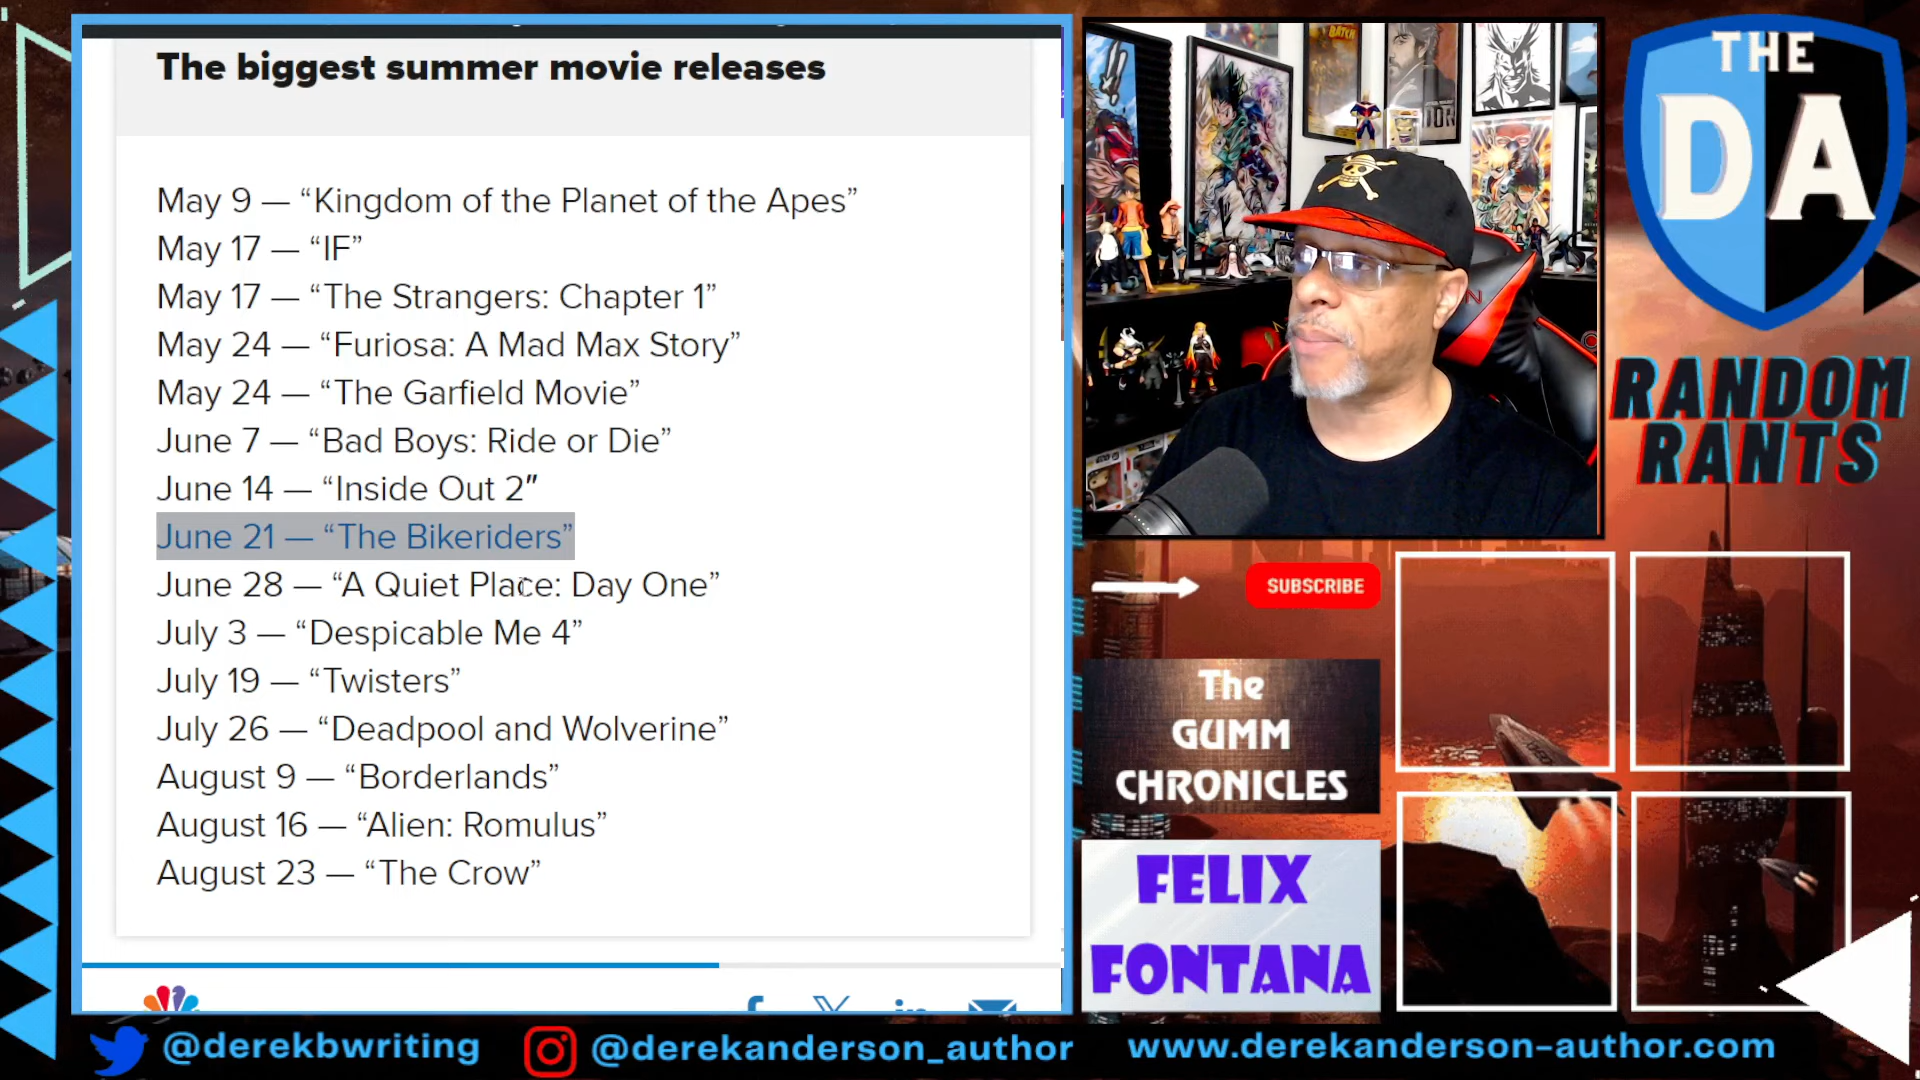 The biggest summer movie releases
May 9 — “Kingdom of the Planet of the Apes”
May 17 — “IF”
May 17 — “The Strangers: Chapter 1”
May 24 — “Furiosa: A Mad Max Story”
May 24 — “The Garfield Movie”
June 7 — “Bad Boys: Ride or Die”
June 14 — “Inside Out 2″
June 21 — “The Bikeriders”
June 28 — “A Quiet Place: Day One”
July 3 — “Despicable Me 4”
July 19 — “Twisters”
July 26 — “Deadpool and Wolverine”
August 9 — “Borderlands”
August 16 — “Alien: Romulus”
August 23 — “The Crow”
THE
DA
RANDOM
RANTS
SUBSCRIBE
The
GUMM
CHRONICLES
FELIX
FONTANA
@derekbwriting
@derekanderson_author
www.derekanderson-author.com